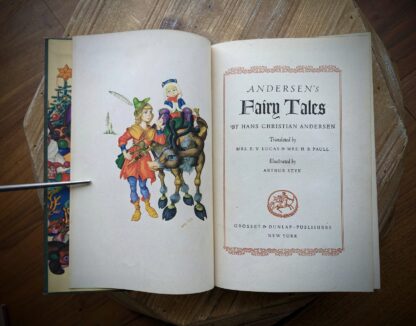 ANDERSEN'S
Fairy Tales
BY HANS CHRISTIAN ANDERSEN
Translated by
MRS. E. V. LUCAS & MRS. H. B. PAULL
Illustrated by
ARTHUR SZYK
GROSSET & DUNLAP · PUBLISHERS
NEW YORK